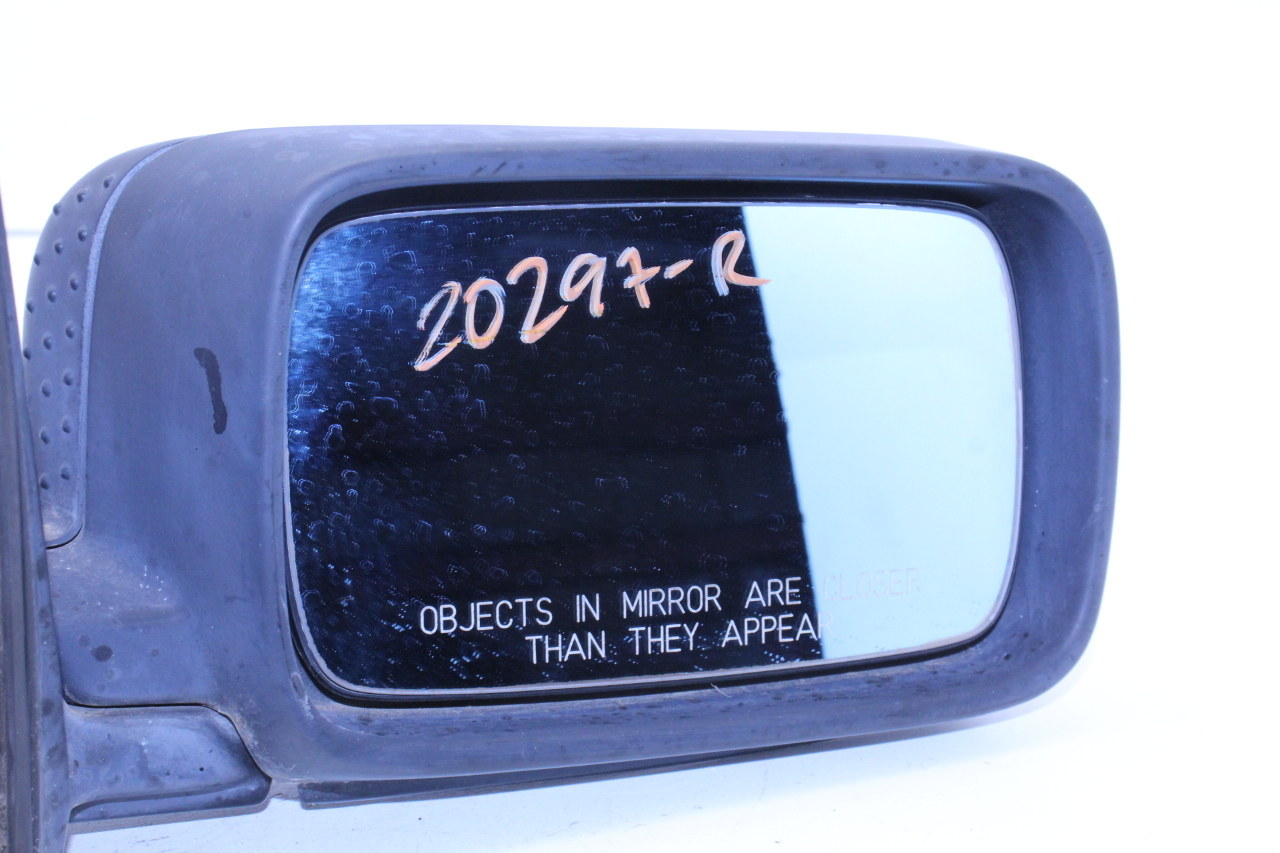 20297-R
OBJECTS IN MIRROR ARE CLOSER
THAN THEY APPEAR